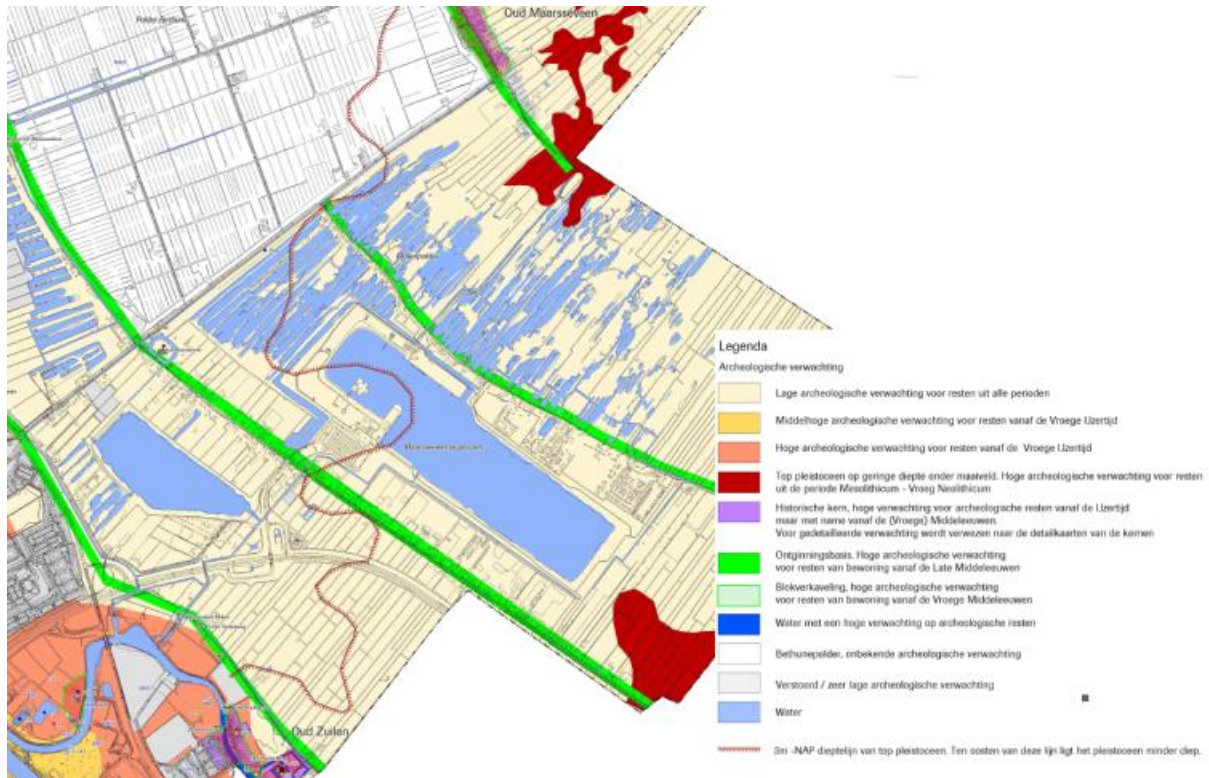 Oud Maarsseveen
Oud Zuilen
Legenda
Archeologische verwachting
Lage archeologische verwachting voor resten uit alle perioden
Middelhoge archeologische verwachting voor resten vanaf de Vroege IJzertijd
Hoge archeologische verwachting voor resten vanaf de Vroege IJzertijd
Top pleistoceen op geringe diepte onder maaiveld. Hoge archeologische verwachting voor resten
uit de periode Mesolithicum - Vroeg Neolithicum
Historische kern, hoge verwachting voor archeologische resten vanaf de IJzertijd
maar met name vanaf de (Vroege) Middeleeuwen.
Voor gedetailleerde verwachting wordt verwezen naar de detailkaarten van de kernen
Ontginningsbasis. Hoge archeologische verwachting
voor resten van bewoning vanaf de Late Middeleeuwen
Blokverkaveling, hoge archeologische verwachting
voor resten van bewoning vanaf de Vroege Middeleeuwen
Water met een hoge verwachting op archeologische resten
Bethunepolder, onbekende archeologische verwachting
Verstoord / zeer lage archeologische verwachting
Water
3m -NAP dieptelijn van top pleistoceen. Ten oosten van deze lijn ligt het pleistoceen minder diep.